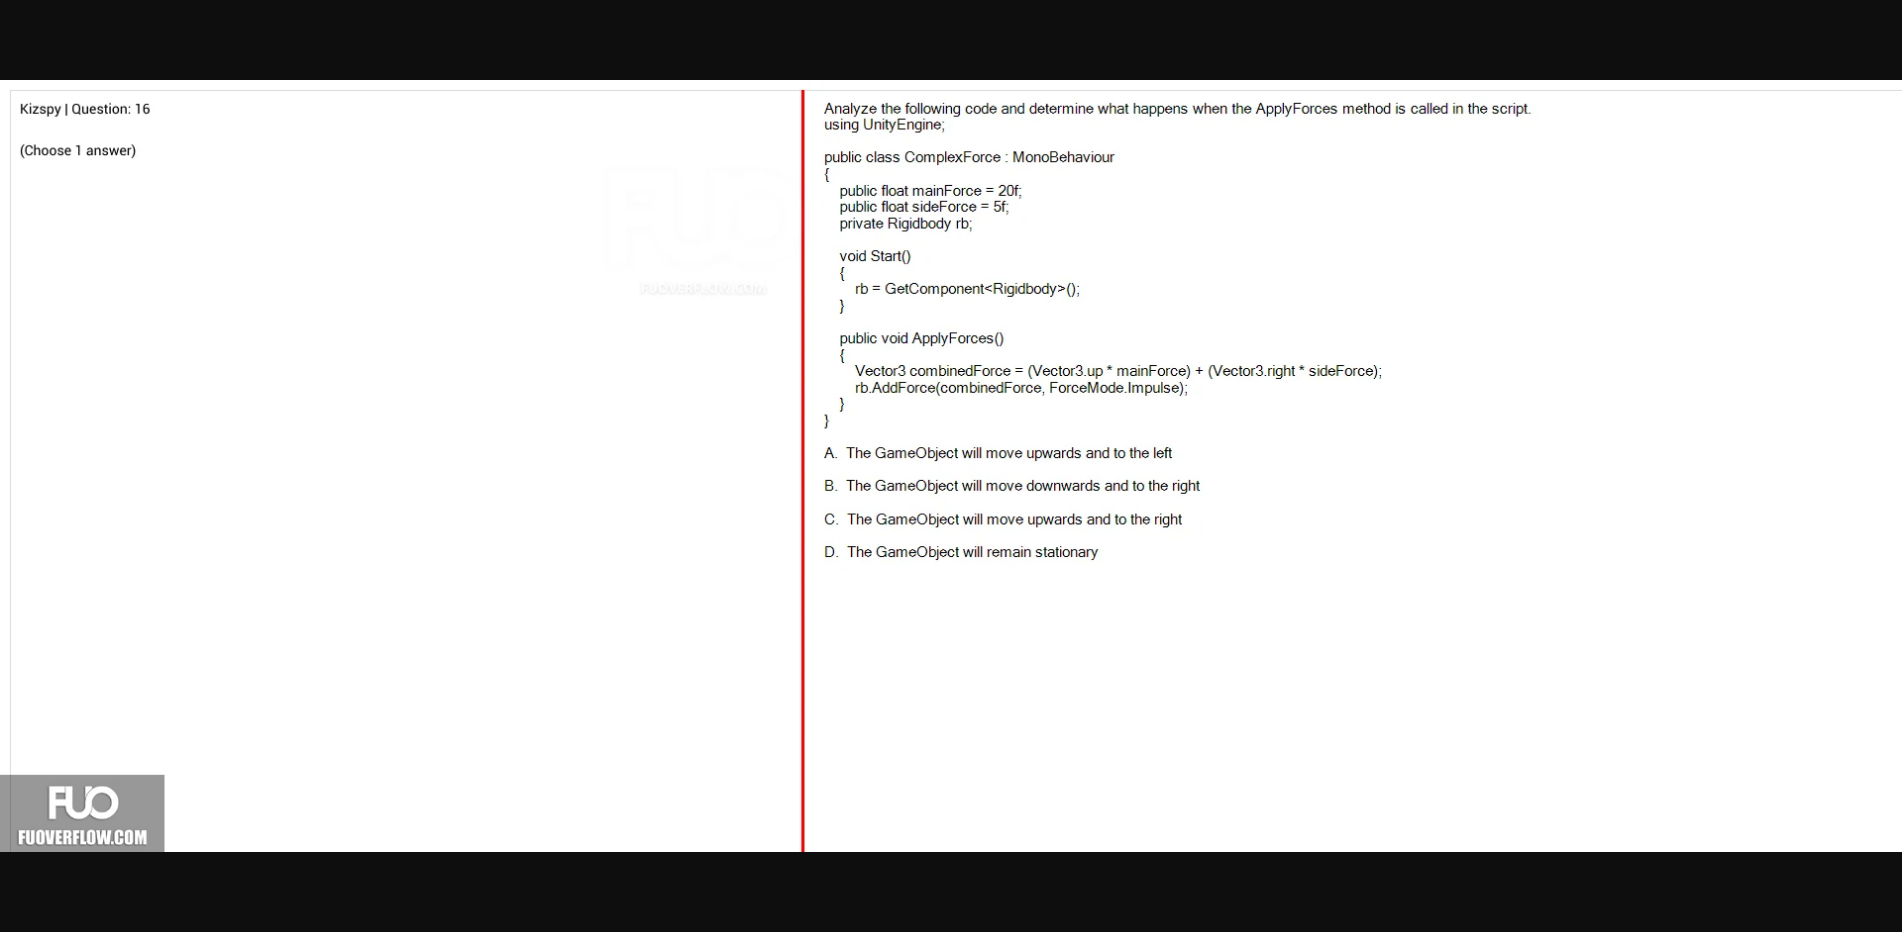 Kizspy | Question: 16
(Choose 1 answer)
FUO
FUOVERFLOW.COM
Analyze the following code and determine what happens when the ApplyForces method is called in the script.
using UnityEngine;
public class ComplexForce : MonoBehaviour
{
public float mainForce = 20f;
public float sideForce = 5f;
private Rigidbody rb;
void Start()
{
rb = GetComponent<Rigidbody>();
}
public void ApplyForces()
{
Vector3 combinedForce = (Vector3.up * mainForce) + (Vector3.right * sideForce);
rb.AddForce(combinedForce, ForceMode.Impulse);
}
}
A. The GameObject will move upwards and to the left
B. The GameObject will move downwards and to the right
C. The GameObject will move upwards and to the right
D. The GameObject will remain stationary
FUO
FUOVERFLOW.COM